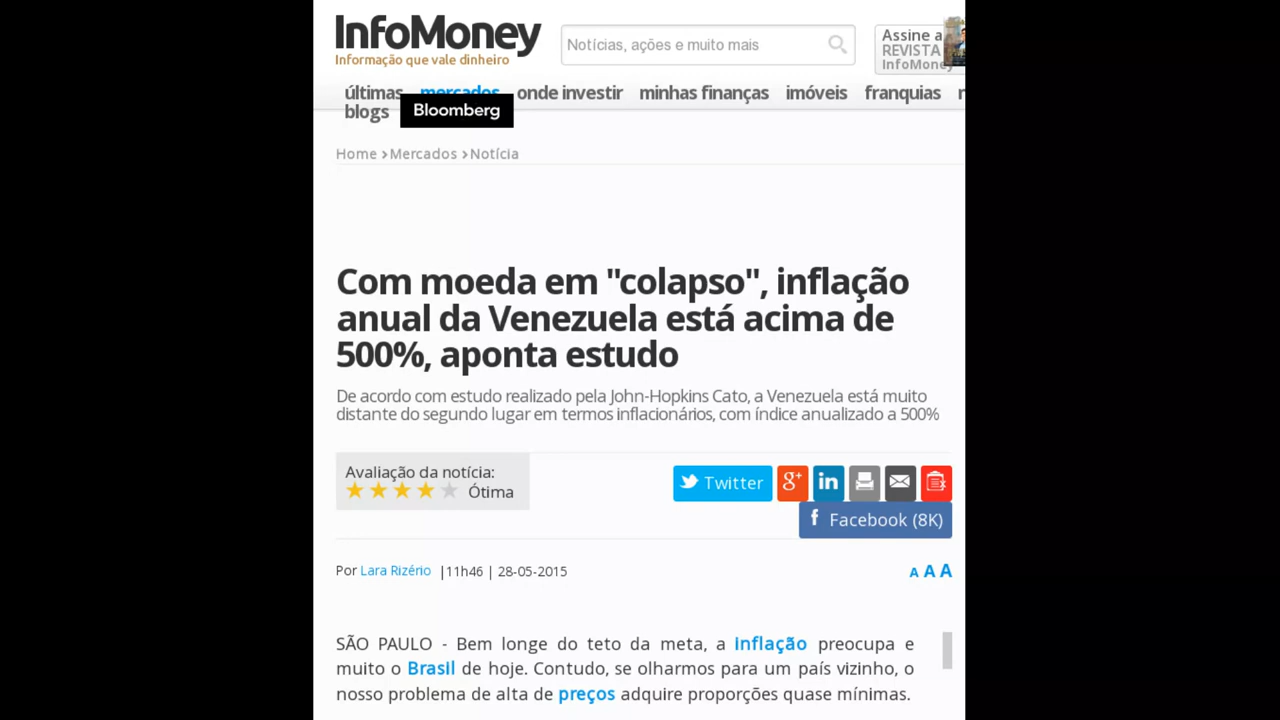 InfoMoney
Informação que vale dinheiro
Notícias, ações e muito mais
Assine a
REVISTA
InfoMoney
últimas mercados onde investir minhas finanças imóveis franquias
blogs Bloomberg
Home > Mercados > Notícia
Com moeda em "colapso", inflação
anual da Venezuela está acima de
500%, aponta estudo
De acordo com estudo realizado pela John-Hopkins Cato, a Venezuela está muito
distante do segundo lugar em termos inflacionários, com índice anualizado a 500%
Avaliação da notícia:
Ótima
Twitter g+ in
f Facebook (8K)
Por Lara Rizério | 11h46 | 28-05-2015
A A A
SÃO PAULO - Bem longe do teto da meta, a inflação preocupa e
muito o Brasil de hoje. Contudo, se olharmos para um país vizinho, o
nosso problema de alta de preços adquire proporções quase mínimas.